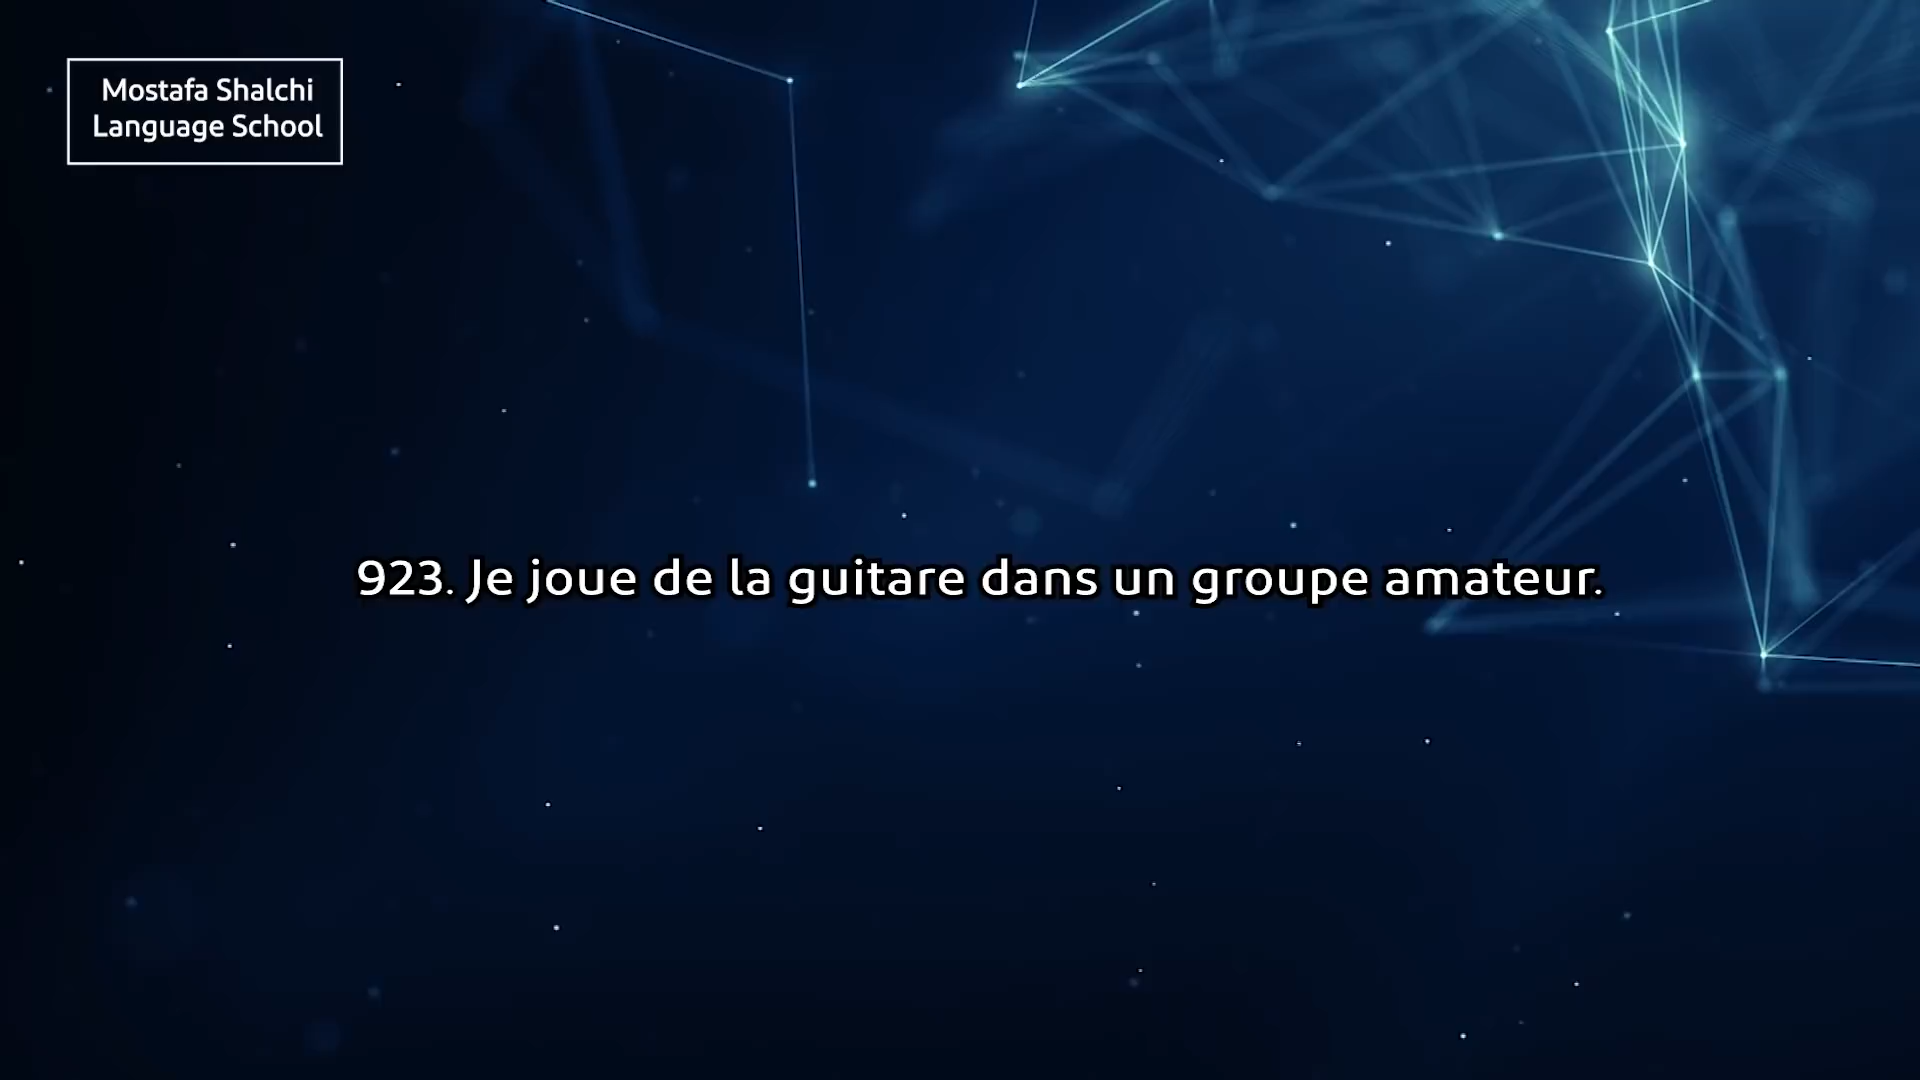 Mostafa Shalchi
Language School
923. Je joue de la guitare dans un groupe amateur.